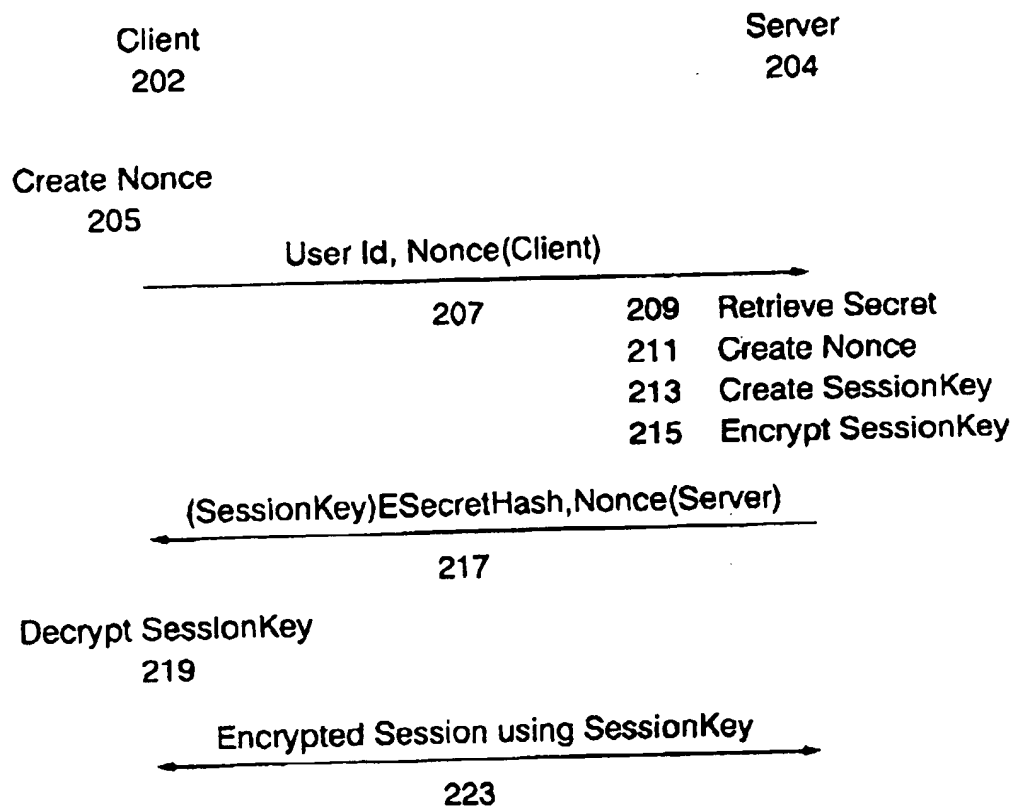 Client
202
Server
204
Create Nonce
205
User Id, Nonce(Client)
207
209 Retrieve Secret
211 Create Nonce
213 Create SessionKey
215 Encrypt SessionKey
(SessionKey)ESecretHash,Nonce(Server)
217
Decrypt SessionKey
219
Encrypted Session using SessionKey
223